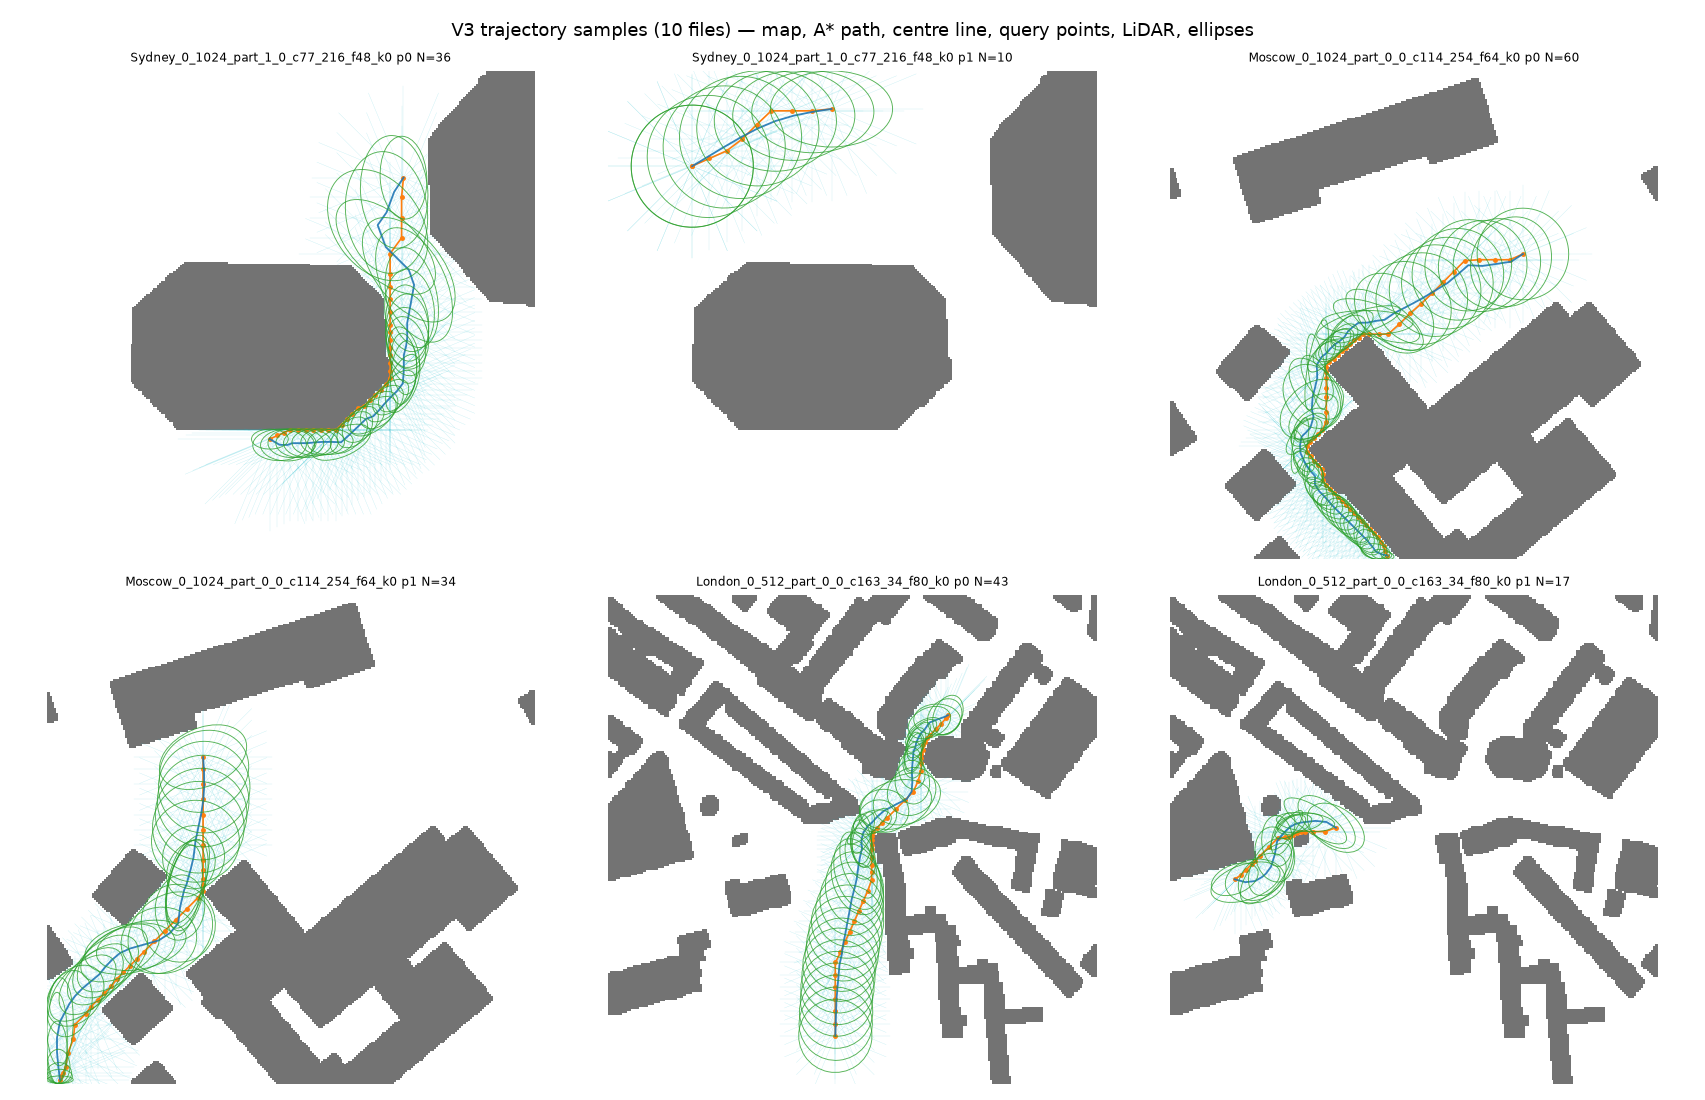 V3 trajectory samples (10 files) — map, A* path, centre line, query points, LiDAR, ellipses
Sydney_0_1024_part_1_0_c77_216_f48_k0 p0 N=36
Sydney_0_1024_part_1_0_c77_216_f48_k0 p1 N=10
Moscow_0_1024_part_0_0_c114_254_f64_k0 p0 N=60
Moscow_0_1024_part_0_0_c114_254_f64_k0 p1 N=34
London_0_512_part_0_0_c163_34_f80_k0 p0 N=43
London_0_512_part_0_0_c163_34_f80_k0 p1 N=17